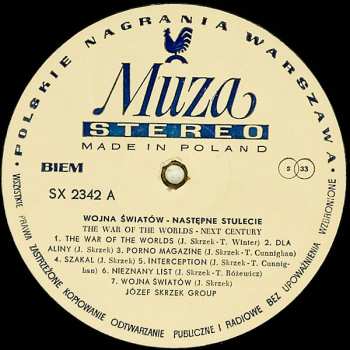 POLSKIE NAGRANIA WARSZAWA
Muza
STEREO
MADE IN POLAND
BIEM
S 33
SX 2342 A
WOJNA ŚWIATÓW - NASTĘPNE STULECIE
THE WAR OF THE WORLDS - NEXT CENTURY
1. THE WAR OF THE WORLDS (J. Skrzek - T. Winter) 2. DLA
ALINY (J. Skrzek) 3. PORNO MAGAZINE (J. Skrzek - T. Cunnighan)
4. SZAKAL (J. Skrzek) 5. INTERCEPTION (J. Skrzek - T. Cunnig-
han) 6. NIEZNANY LIST (J. Skrzek - T. Różewicz)
7. WOJNA ŚWIATÓW (J. Skrzek)
JÓZEF SKRZEK GROUP
WSZYSTKIE PRAWA ZASTRZEŻONE KOPIOWANIE ODTWARZANIE PUBLICZNE I RADIOWE BEZ UPOWAŻNIENIA WZBRONIONE